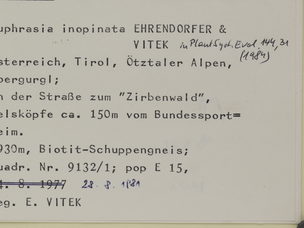 uphrasia inopinata EHRENDORFER &
VITEK in Plant Syst. Evol. 144, 31
(1984)
sterreich, Tirol, Ötztaler Alpen,
bergurgl;
n der Straße zum "Zirbenwald",
elsköpfe ca. 150m vom Bundessport=
eim.
930m, Biotit-Schuppengneis;
uadr. Nr. 9132/1; pop E 15,
4. 8. 1977 28. 8. 1981
eg. E. VITEK